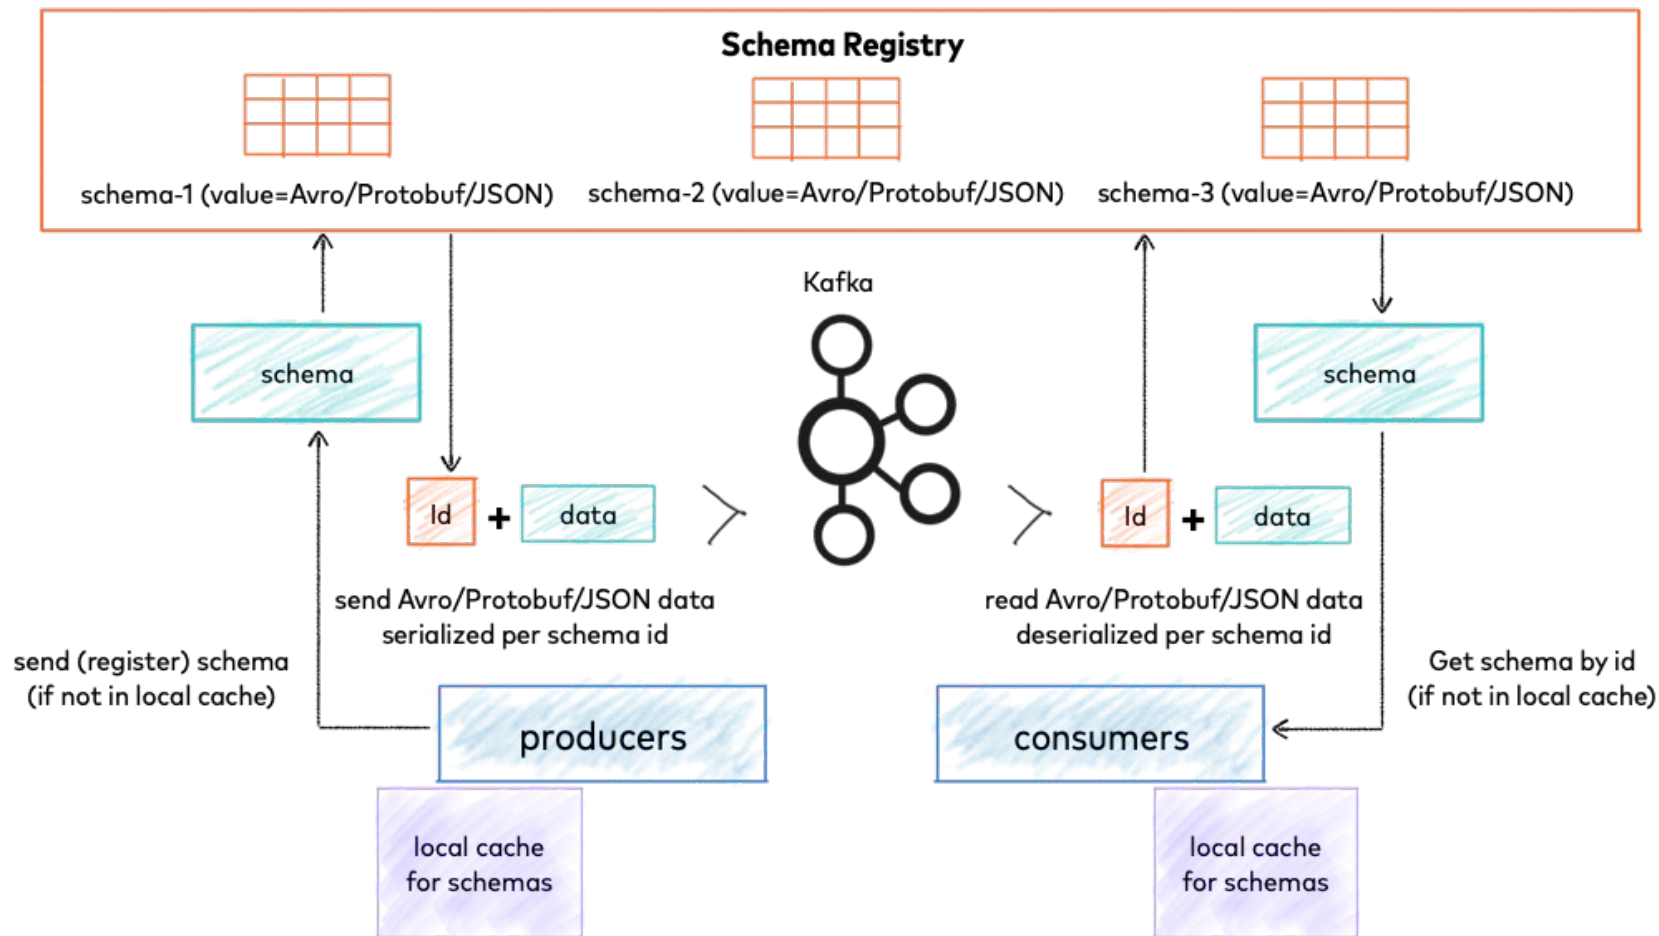 Schema Registry
schema-1 (value=Avro/Protobuf/JSON)
schema-2 (value=Avro/Protobuf/JSON)
schema-3 (value=Avro/Protobuf/JSON)
Kafka
schema
schema
Id
+
data
Id
+
data
send Avro/Protobuf/JSON data
serialized per schema id
read Avro/Protobuf/JSON data
deserialized per schema id
send (register) schema
(if not in local cache)
Get schema by id
(if not in local cache)
producers
consumers
local cache
for schemas
local cache
for schemas